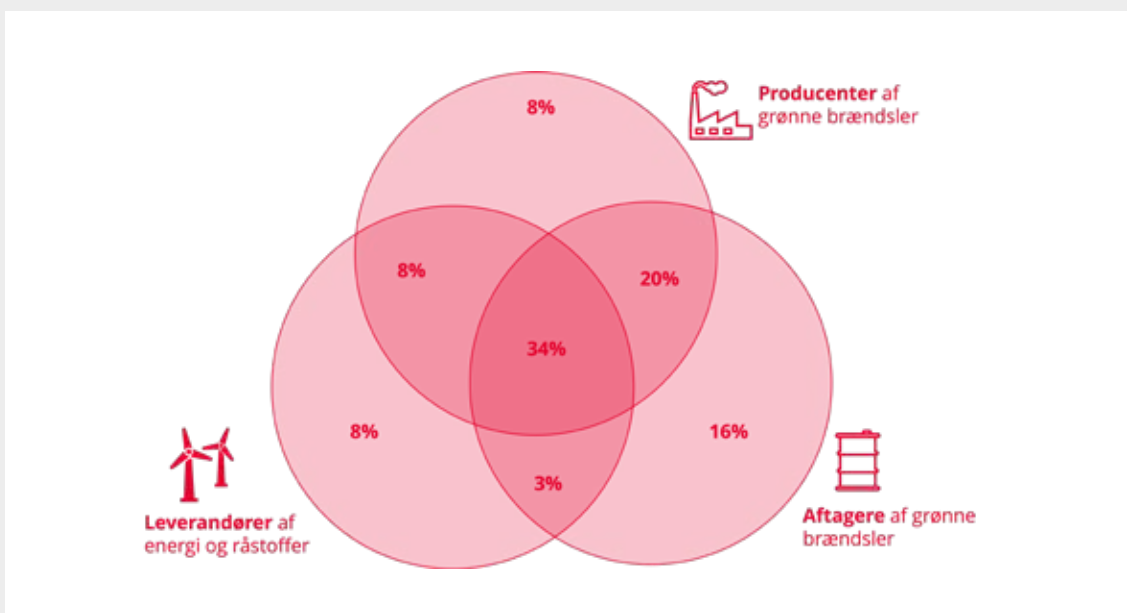 8%
Producenter af
grønne brændsler
8%
20%
34%
8%
16%
3%
Leverandører af
energi og råstoffer
Aftagere af grønne
brændsler